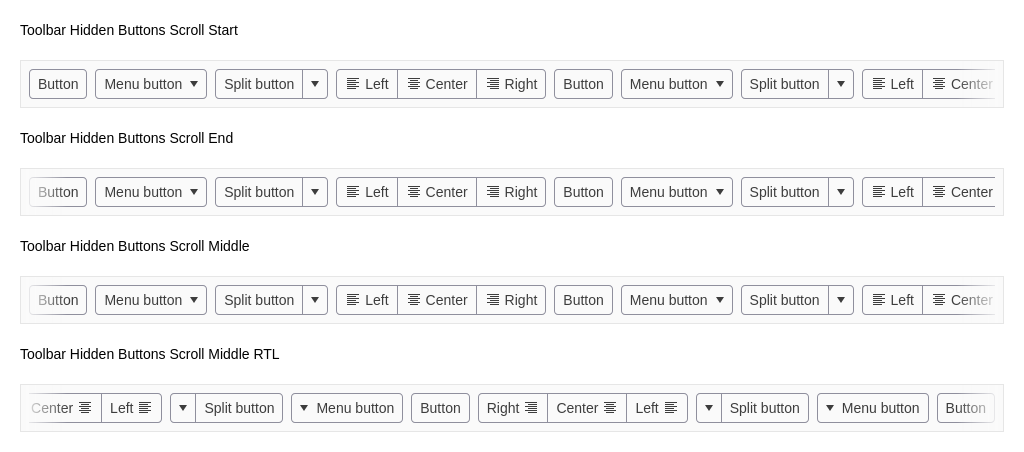 Toolbar Hidden Buttons Scroll Start
Button Menu button Split button Left Center Right Button Menu button Split button Left Center
Toolbar Hidden Buttons Scroll End
Button Menu button Split button Left Center Right Button Menu button Split button Left Center
Toolbar Hidden Buttons Scroll Middle
Button Menu button Split button Left Center Right Button Menu button Split button Left Center
Toolbar Hidden Buttons Scroll Middle RTL
Center Left Split button Menu button Button Right Center Left Split button Menu button Button